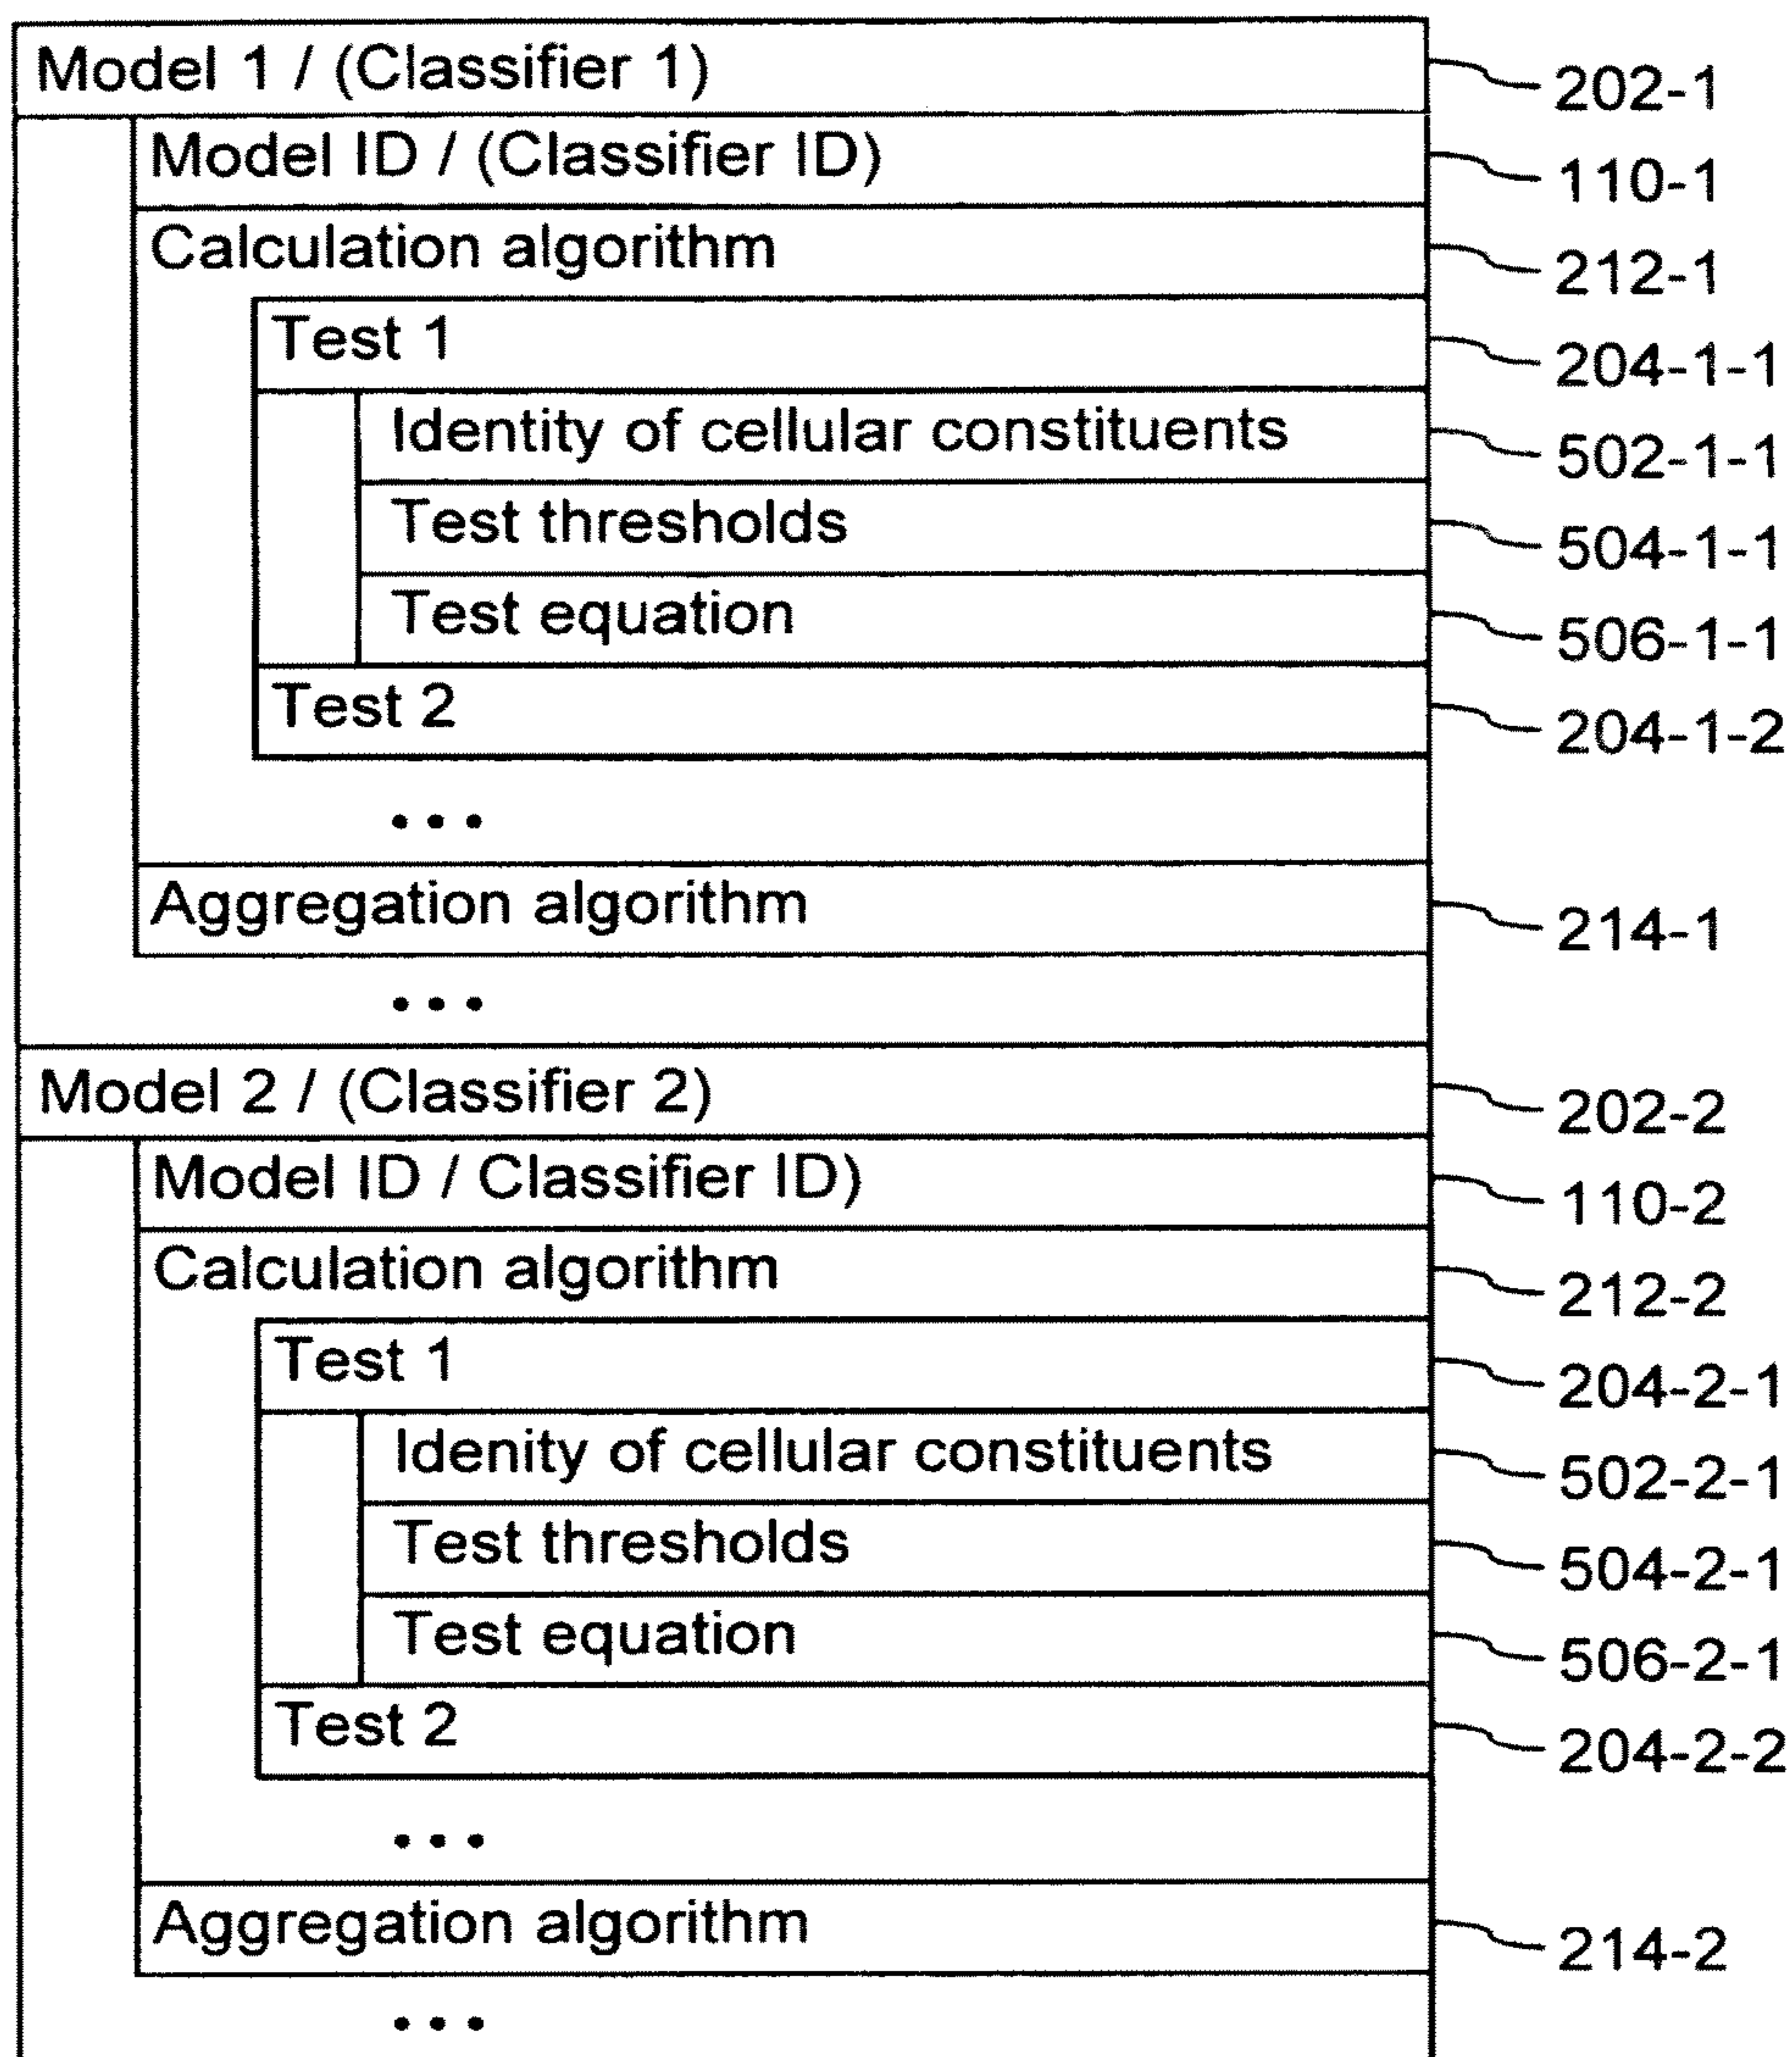 Model 1 / (Classifier 1) 202-1
Model ID / (Classifier ID) 110-1
Calculation algorithm 212-1
Test 1 204-1-1
Identity of cellular constituents 502-1-1
Test thresholds 504-1-1
Test equation 506-1-1
Test 2 204-1-2
...
Aggregation algorithm 214-1
...
Model 2 / (Classifier 2) 202-2
Model ID / Classifier ID) 110-2
Calculation algorithm 212-2
Test 1 204-2-1
Idenity of cellular constituents 502-2-1
Test thresholds 504-2-1
Test equation 506-2-1
Test 2 204-2-2
...
Aggregation algorithm 214-2
...